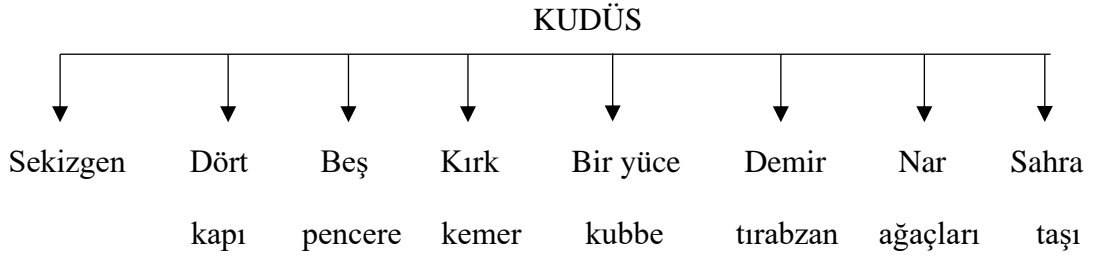 KUDÜS
Sekizgen Dört Beş Kırk Bir yüce Demir Nar Sahra
kapı pencere kemer kubbe tırabzan ağaçları taşı